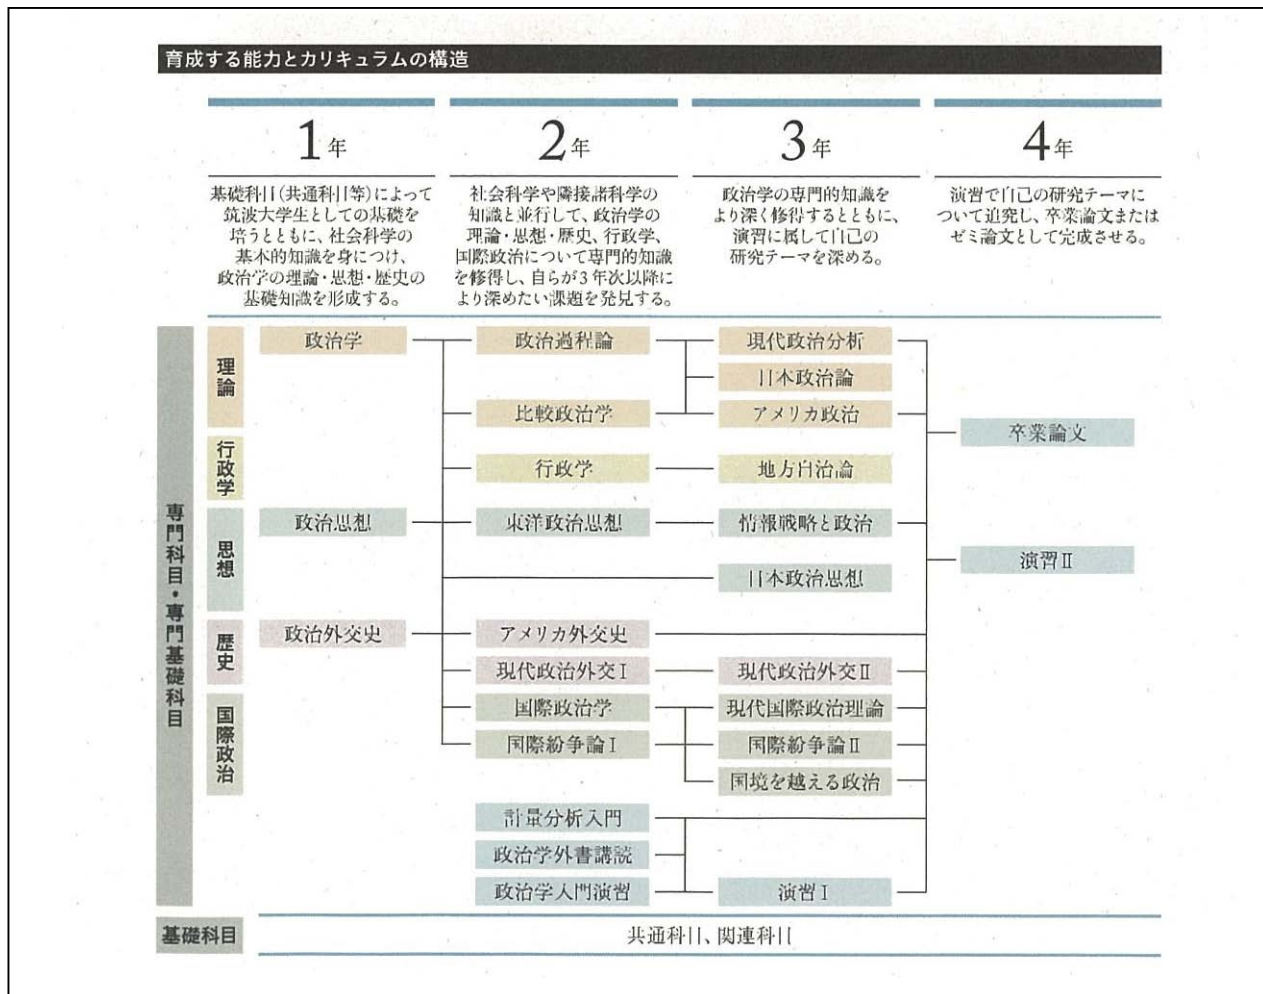 育成する能力とカリキュラムの構造
1年
基礎科目(共通科目等)によって
筑波大学生としての基礎を
培うとともに、社会科学の
基本的知識を身につけ、
政治学の理論・思想・歴史の
基礎知識を形成する。
2年
社会科学や隣接諸科学の
知識と並行して、政治学の
理論・思想・歴史、行政学、
国際政治について専門的知識
を修得し、自らが3年次以降に
より深めたい課題を発見する。
3年
政治学の専門的知識を
より深く修得するとともに、
演習に属して自己の
研究テーマを深める。
4年
演習で自己の研究テーマに
ついて追究し、卒業論文または
ゼミ論文として完成させる。
専門科目・専門基礎科目
理論
政治学
政治過程論
現代政治分析
日本政治論
比較政治学
アメリカ政治
卒業論文
行政学
行政学
地方自治論
思想
政治思想
東洋政治思想
情報戦略と政治
演習Ⅱ
日本政治思想
歴史
政治外交史
アメリカ外交史
現代政治外交Ⅰ
現代政治外交Ⅱ
国際政治
国際政治学
現代国際政治理論
国際紛争論Ⅰ
国際紛争論Ⅱ
国境を越える政治
計量分析入門
政治学外書講読
政治学入門演習
演習Ⅰ
基礎科目
共通科目、関連科目